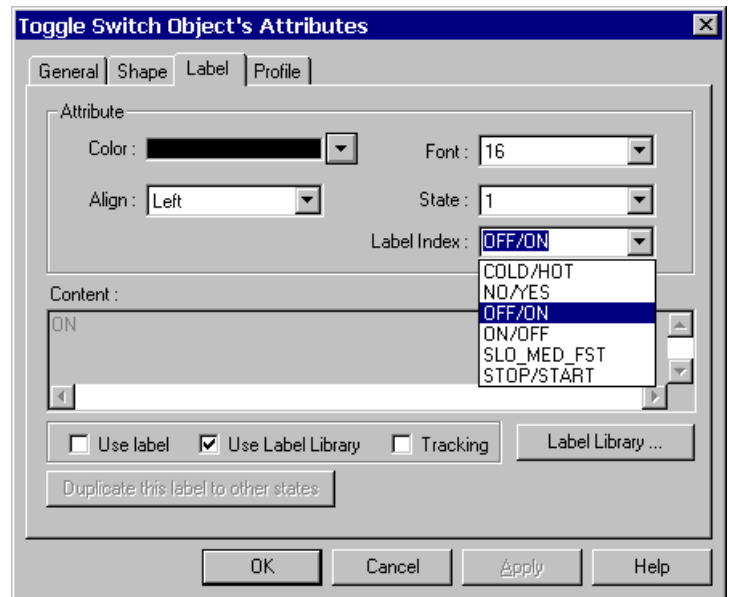 Toggle Switch Object's Attributes
General Shape Label Profile
Attribute
Color : Font : 16
Align : Left State : 1
Label Index : OFF/ON
COLD/HOT
NO/YES
OFF/ON
ON/OFF
SLO_MED_FST
STOP/START
Content :
ON
Use label Use Label Library Tracking Label Library ...
Duplicate this label to other states
OK Cancel Apply Help